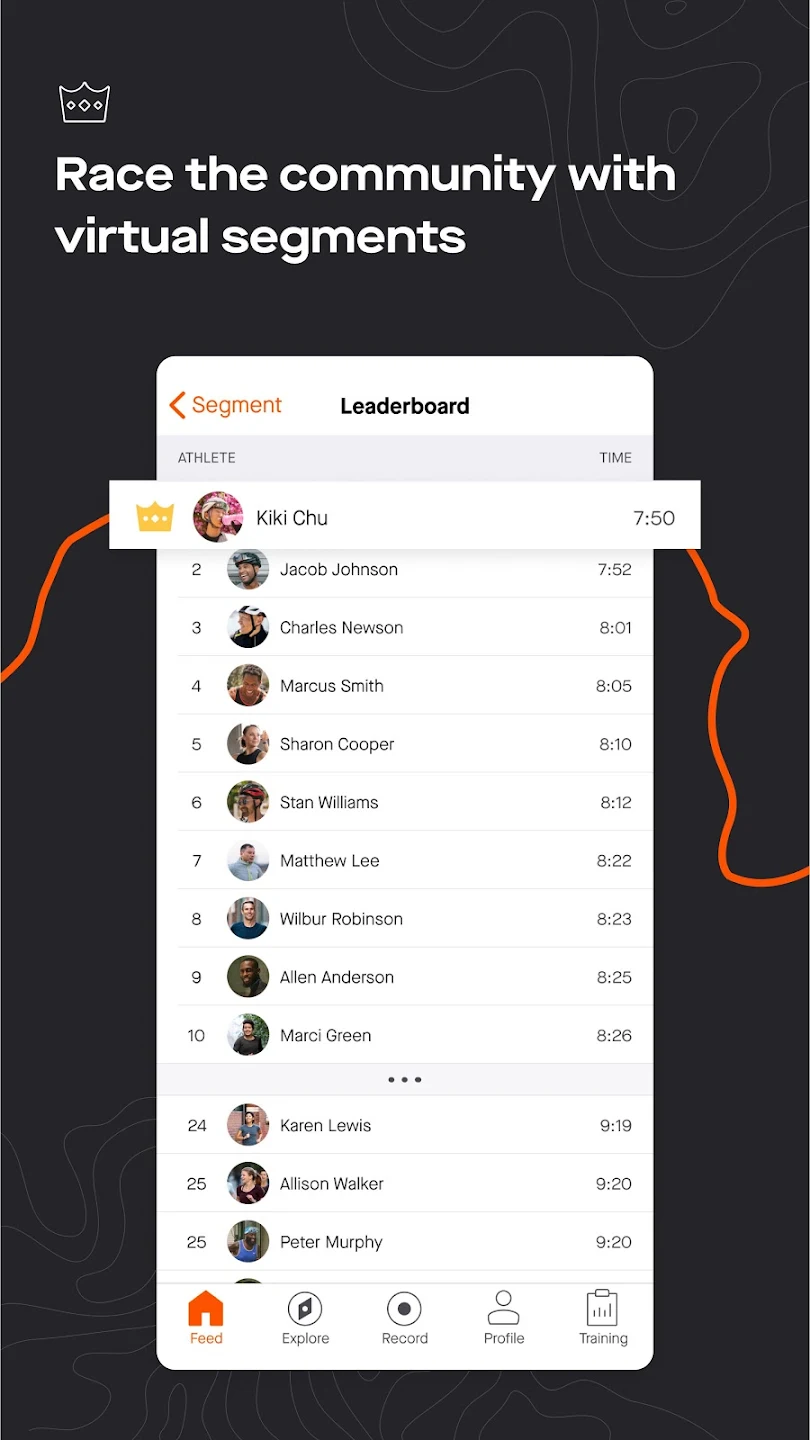 Race the community with
virtual segments
Segment Leaderboard
ATHLETE TIME
Kiki Chu 7:50
2 Jacob Johnson 7:52
3 Charles Newson 8:01
4 Marcus Smith 8:05
5 Sharon Cooper 8:10
6 Stan Williams 8:12
7 Matthew Lee 8:22
8 Wilbur Robinson 8:23
9 Allen Anderson 8:25
10 Marci Green 8:26
•••
24 Karen Lewis 9:19
25 Allison Walker 9:20
25 Peter Murphy 9:20
Feed Explore Record Profile Training